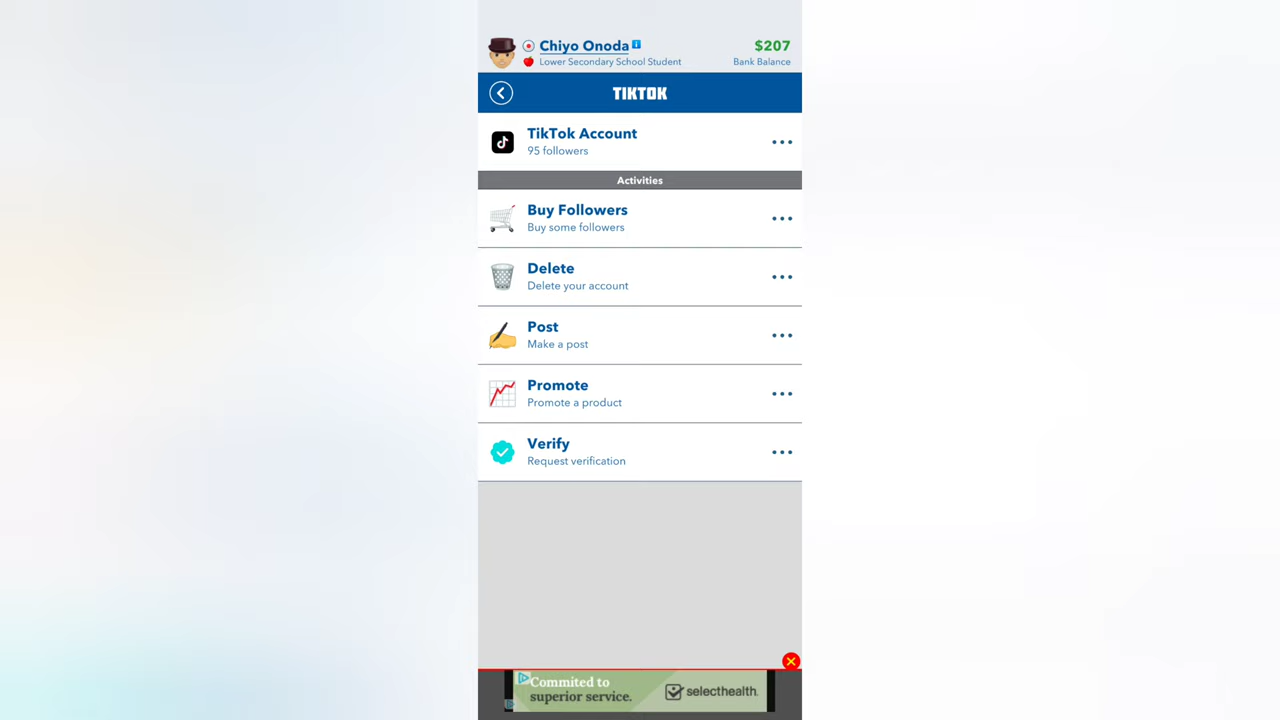 Chiyo Onoda
$207
Lower Secondary School Student
Bank Balance
TIKTOK
TikTok Account
95 followers
Activities
Buy Followers
Buy some followers
Delete
Delete your account
Post
Make a post
Promote
Promote a product
Verify
Request verification
Commited to
superior service.
selecthealth.